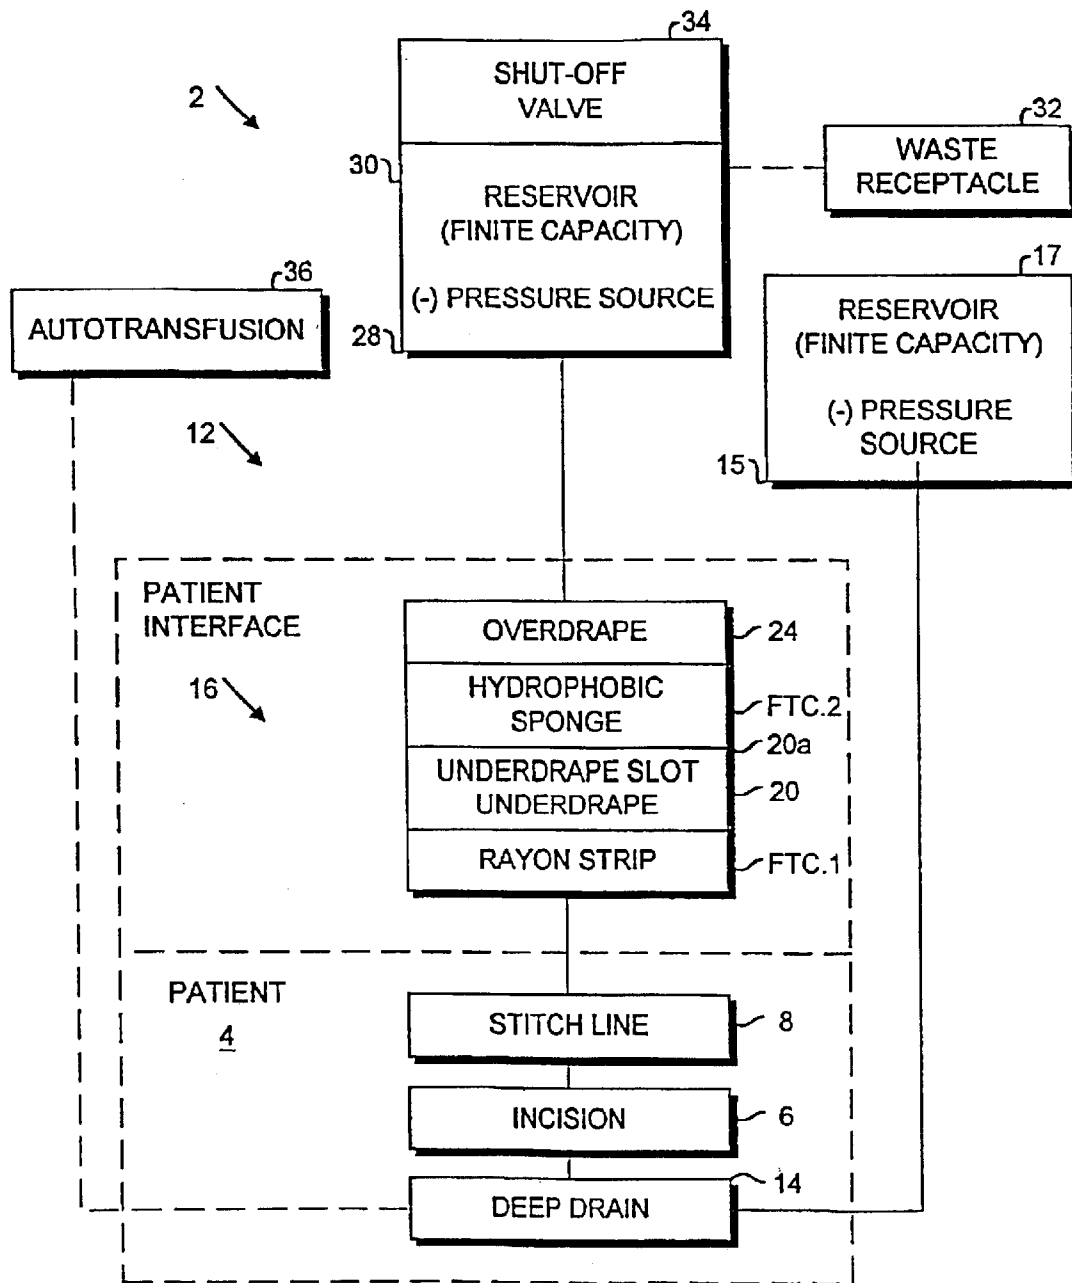 34
SHUT-OFF
VALVE
2
32
WASTE
RECEPTACLE
30
RESERVOIR
(FINITE CAPACITY)
(-) PRESSURE SOURCE
28
36
AUTOTRANSFUSION
17
RESERVOIR
(FINITE CAPACITY)
(-) PRESSURE
SOURCE
15
12
PATIENT
INTERFACE
16
OVERDRAPE
24
HYDROPHOBIC
SPONGE
FTC.2
20a
UNDERDRAPE SLOT
UNDERDRAPE
20
RAYON STRIP
FTC.1
PATIENT
4
STITCH LINE
8
INCISION
6
14
DEEP DRAIN